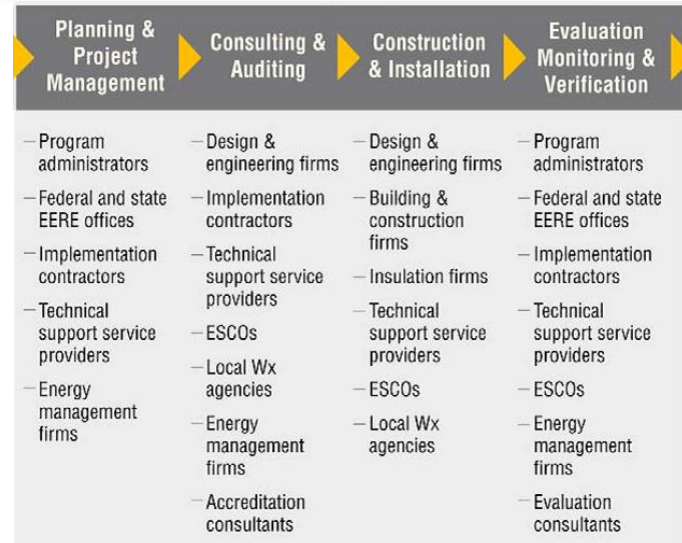 Planning &
Project
Management
Consulting &
Auditing
Construction
& Installation
Evaluation
Monitoring &
Verification
– Program
administrators
– Federal and state
EERE offices
– Implementation
contractors
– Technical
support service
providers
– Energy
management
firms
– Design &
engineering firms
– Implementation
contractors
– Technical
support service
providers
– ESCOs
– Local Wx
agencies
– Energy
management
firms
– Accreditation
consultants
– Design &
engineering firms
– Building &
construction
firms
– Insulation firms
– Technical
support service
providers
– ESCOs
– Local Wx
agencies
– Program
administrators
– Federal and state
EERE offices
– Implementation
contractors
– Technical
support service
providers
– ESCOs
– Energy
management
firms
– Evaluation
consultants